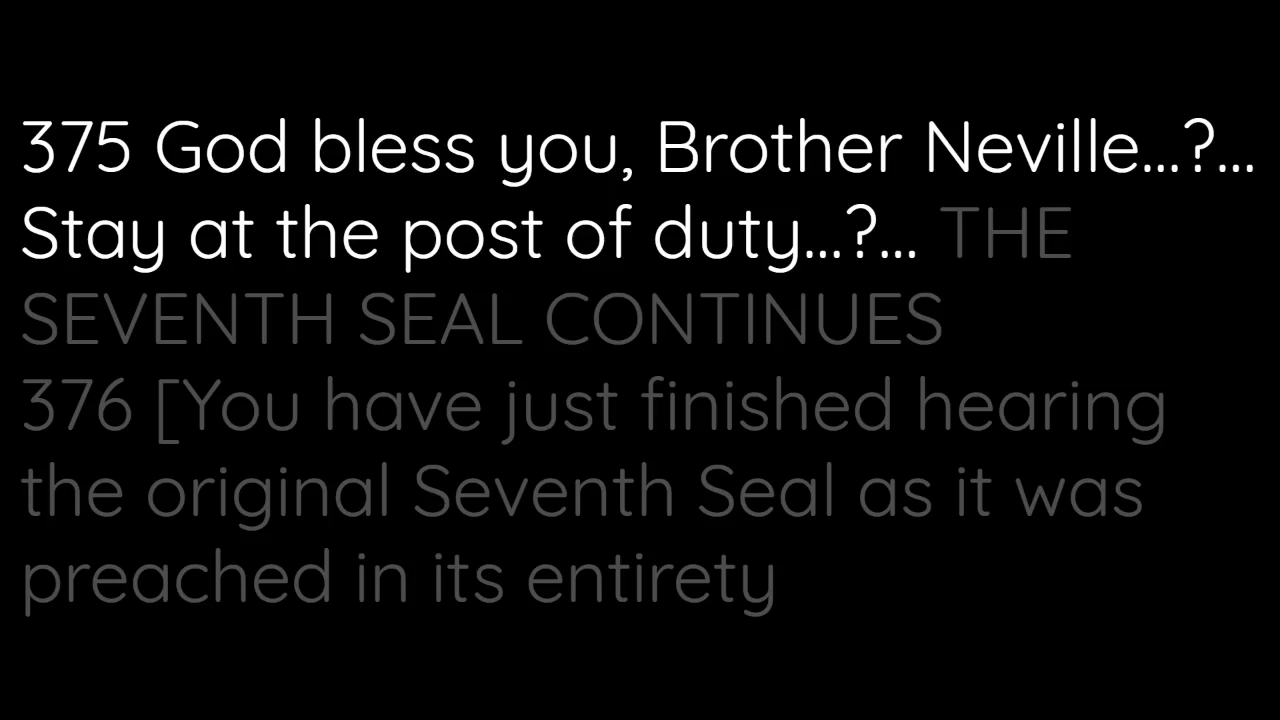 375 God bless you, Brother Neville...?...
Stay at the post of duty...?... THE
SEVENTH SEAL CONTINUES
376 [You have just finished hearing
the original Seventh Seal as it was
preached in its entirety